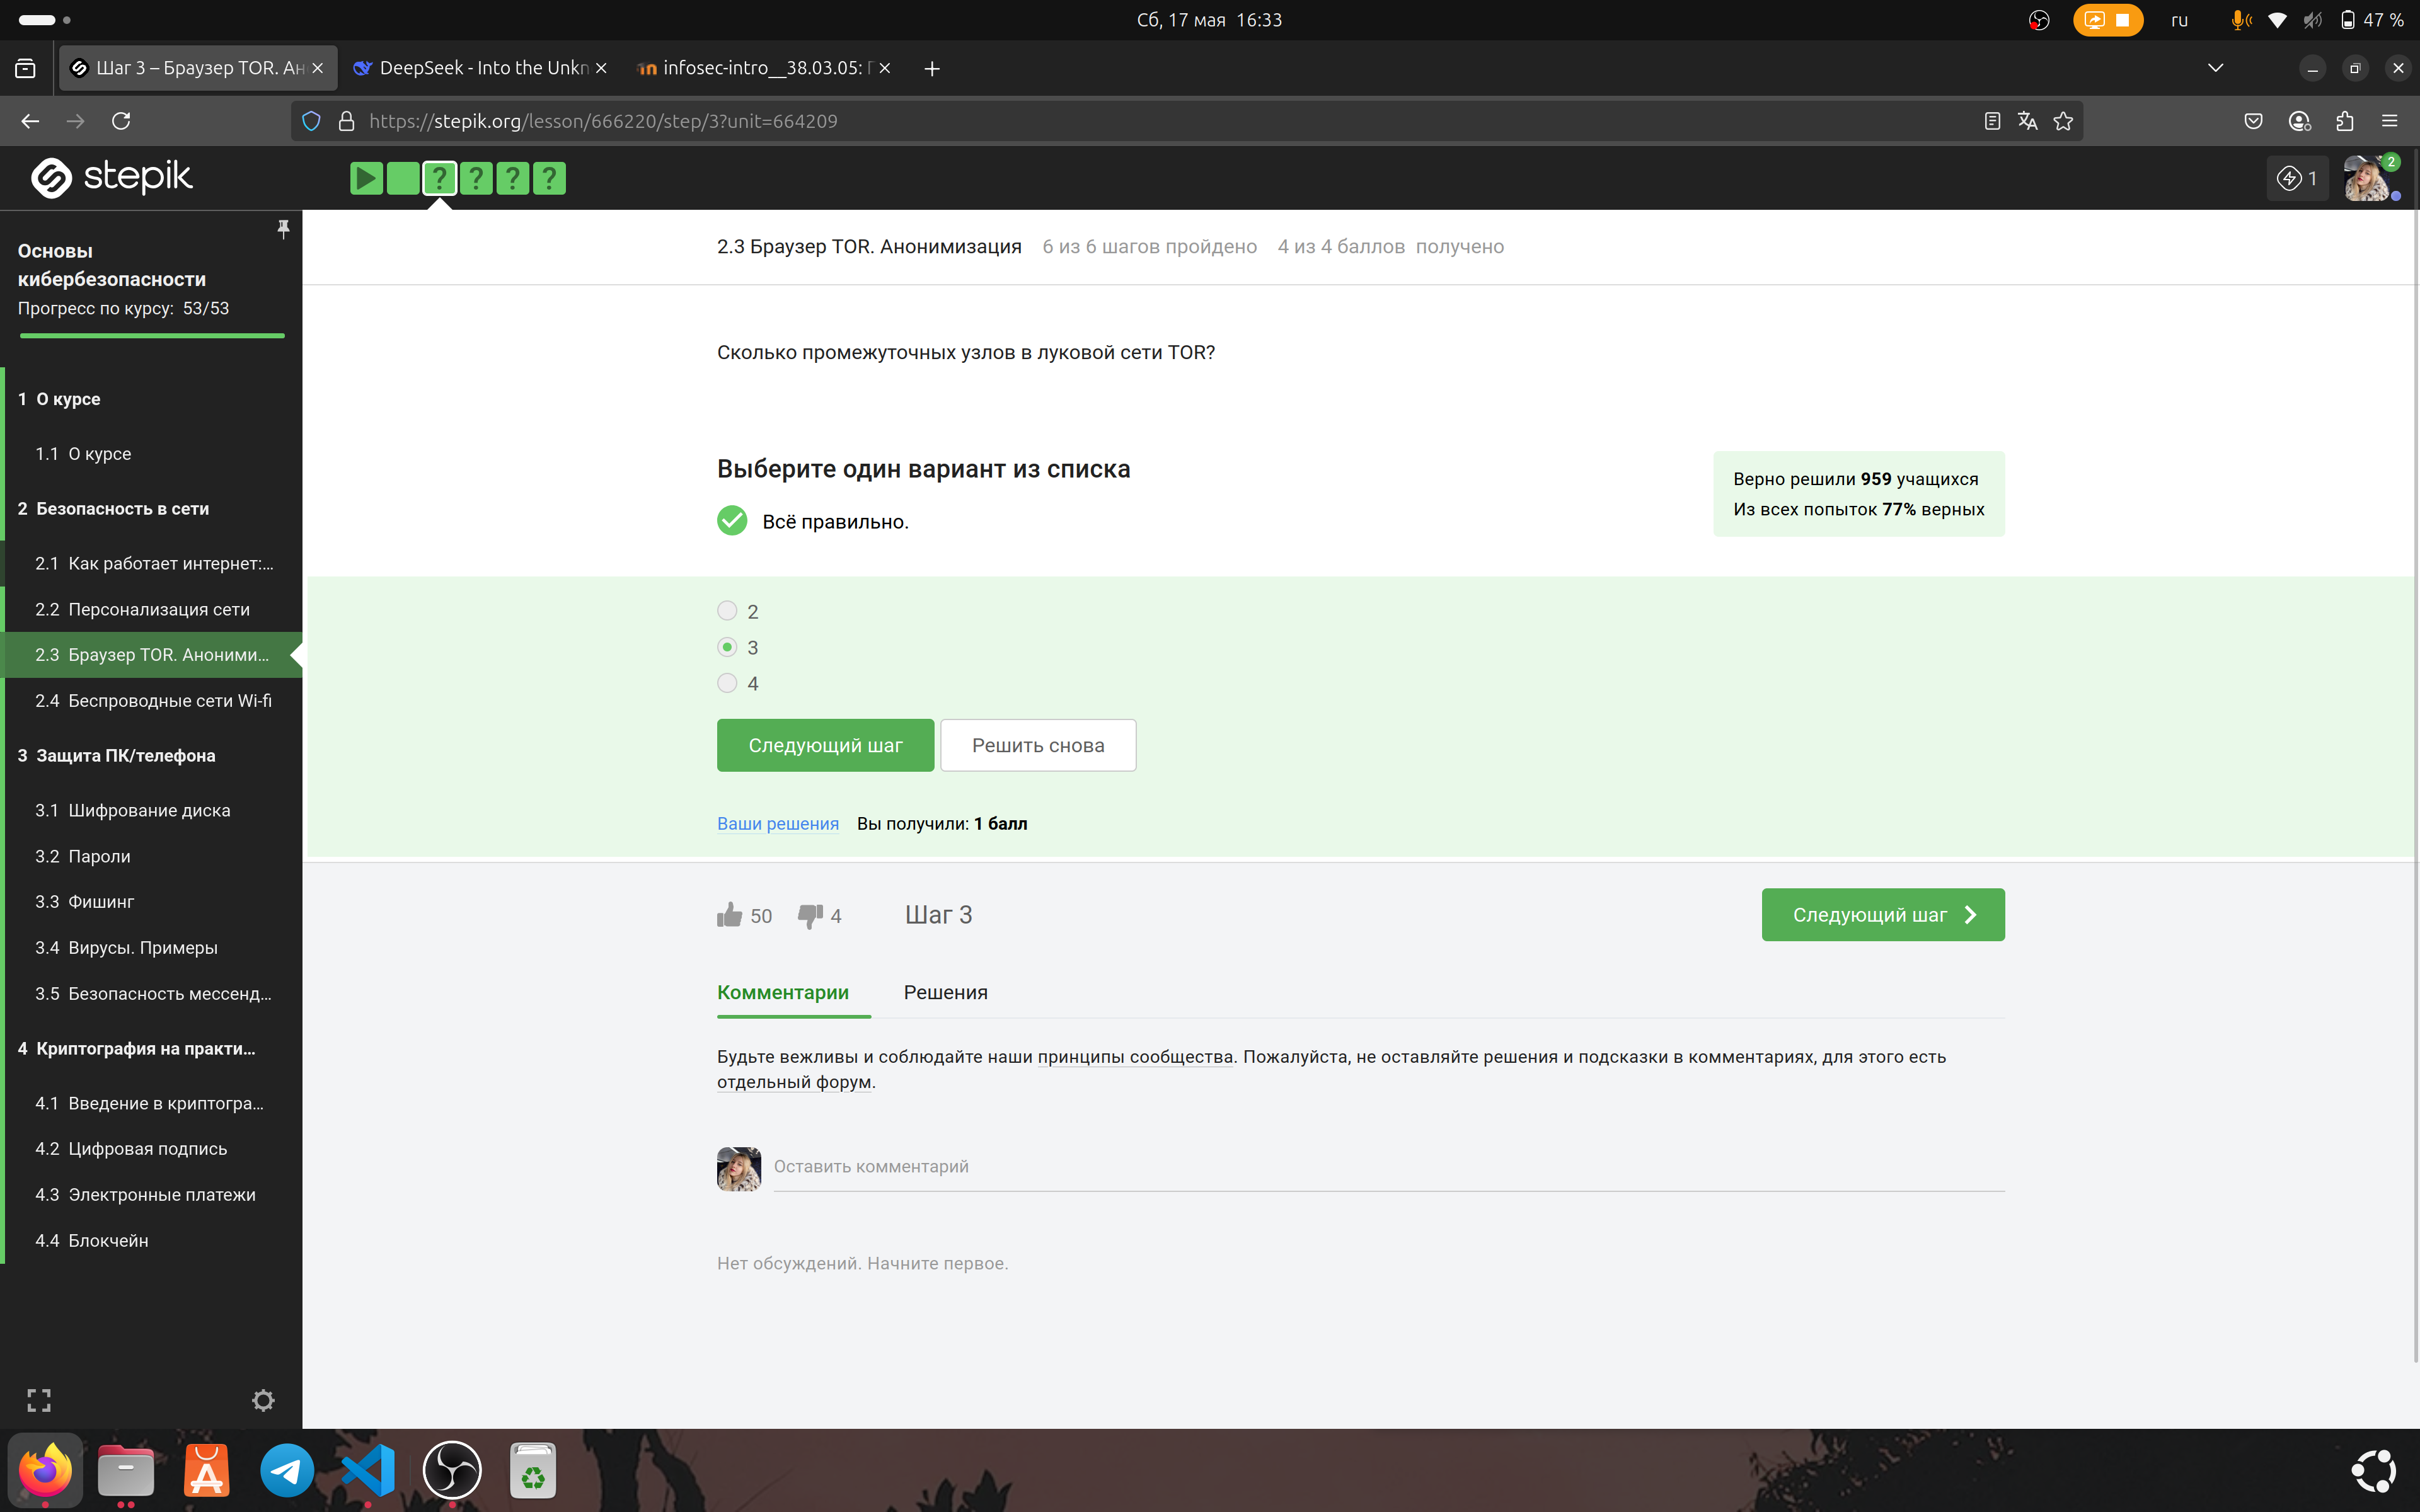 Сб, 17 мая 16:33
ru
47 %
Шаг 3 – Браузер TOR. Ан
DeepSeek - Into the Unkn
infosec-intro__38.03.05:
https://stepik.org/lesson/666220/step/3?unit=664209
stepik
?
?
?
?
1
2
Основы
кибербезопасности
Прогресс по курсу: 53/53
1 О курсе
1.1 О курсе
2 Безопасность в сети
2.1 Как работает интернет:...
2.2 Персонализация сети
2.3 Браузер TOR. Аноними...
2.4 Беспроводные сети Wi-fi
3 Защита ПК/телефона
3.1 Шифрование диска
3.2 Пароли
3.3 Фишинг
3.4 Вирусы. Примеры
3.5 Безопасность мессенд...
4 Криптография на практи...
4.1 Введение в криптогра...
4.2 Цифровая подпись
4.3 Электронные платежи
4.4 Блокчейн
2.3 Браузер TOR. Анонимизация 6 из 6 шагов пройдено 4 из 4 баллов получено
Сколько промежуточных узлов в луковой сети TOR?
Выберите один вариант из списка
Всё правильно.
Верно решили 959 учащихся
Из всех попыток 77% верных
2
3
4
Следующий шаг
Решить снова
Ваши решения Вы получили: 1 балл
50
4
Шаг 3
Следующий шаг
Комментарии
Решения
Будьте вежливы и соблюдайте наши принципы сообщества. Пожалуйста, не оставляйте решения и подсказки в комментариях, для этого есть
отдельный форум.
Оставить комментарий
Нет обсуждений. Начните первое.